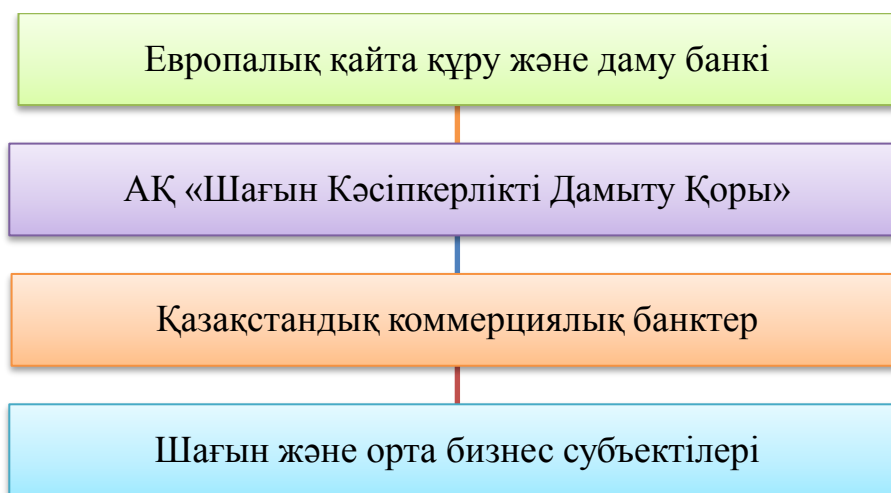 Европалық қайта құру және даму банкі
АҚ «Шағын Кәсіпкерлікті Дамыту Қоры»
Қазақстандық коммерциялық банктер
Шағын және орта бизнес субъектілері